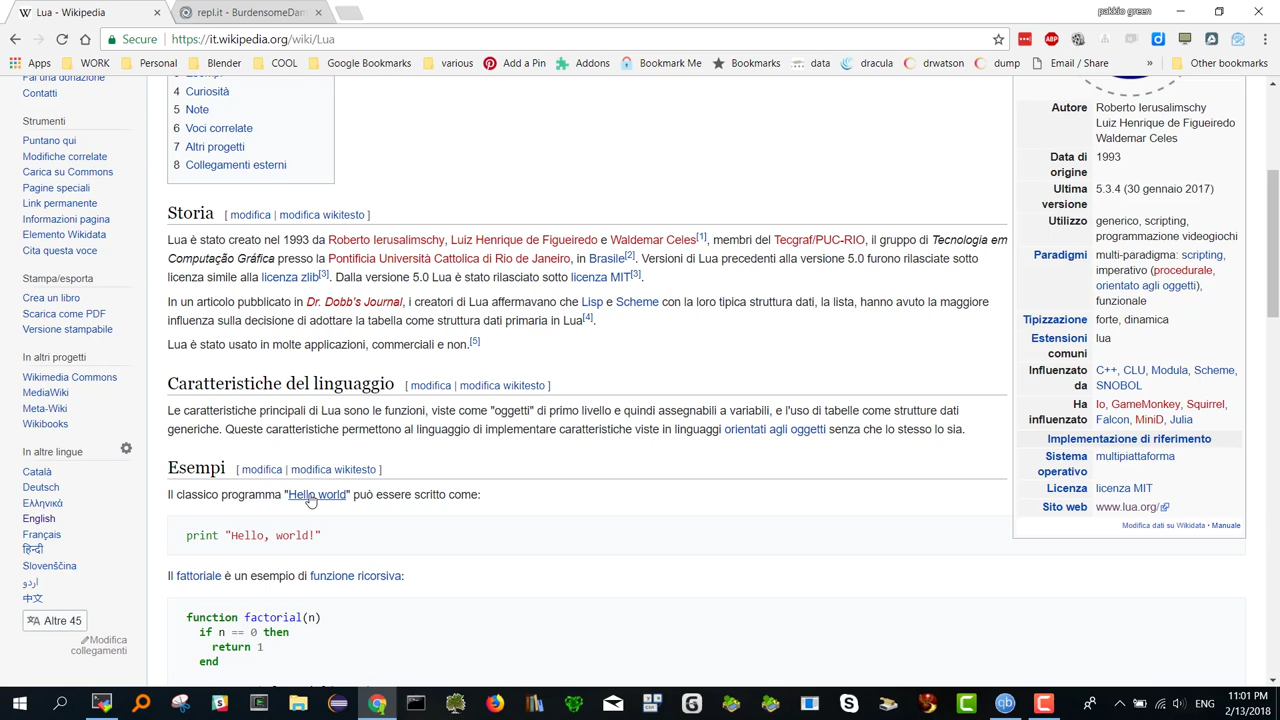 Lua - Wikipedia
repl.it - BurdensomeDam
pakkio green
Secure
https://it.wikipedia.org/wiki/Lua
Apps
WORK
Personal
Blender
COOL
Google Bookmarks
various
Add a Pin
Addons
Bookmark Me
Bookmarks
data
dracula
drwatson
dump
Email / Share
»
Other bookmarks
Contatti
Strumenti
Puntano qui
Modifiche correlate
Carica su Commons
Pagine speciali
Link permanente
Informazioni pagina
Elemento Wikidata
Cita questa voce
Stampa/esporta
Crea un libro
Scarica come PDF
Versione stampabile
In altri progetti
Wikimedia Commons
MediaWiki
Meta-Wiki
Wikibooks
In altre lingue
Català
Deutsch
Ελληνικά
English
Français
हिन्दी
Slovenščina
اردو
中文
Altre 45
Modifica
collegamenti
4 Curiosità
5 Note
6 Voci correlate
7 Altri progetti
8 Collegamenti esterni
Storia [ modifica | modifica wikitesto ]
Lua è stato creato nel 1993 da Roberto Ierusalimschy, Luiz Henrique de Figueiredo e Waldemar Celes[1], membri del Tecgraf/PUC-RIO, il gruppo di Tecnologia em
Computação Gráfica presso la Pontificia Università Cattolica di Rio de Janeiro, in Brasile[2]. Versioni di Lua precedenti alla versione 5.0 furono rilasciate sotto
licenza simile alla licenza zlib[3]. Dalla versione 5.0 Lua è stato rilasciato sotto licenza MIT[3].
In un articolo pubblicato in Dr. Dobb's Journal, i creatori di Lua affermavano che Lisp e Scheme con la loro tipica struttura dati, la lista, hanno avuto la maggiore
influenza sulla decisione di adottare la tabella come struttura dati primaria in Lua[4].
Lua è stato usato in molte applicazioni, commerciali e non.[5]
Caratteristiche del linguaggio [ modifica | modifica wikitesto ]
Le caratteristiche principali di Lua sono le funzioni, viste come "oggetti" di primo livello e quindi assegnabili a variabili, e l'uso di tabelle come strutture dati
generiche. Queste caratteristiche permettono al linguaggio di implementare caratteristiche viste in linguaggi orientati agli oggetti senza che lo stesso lo sia.
Esempi [ modifica | modifica wikitesto ]
Il classico programma "Hello world" può essere scritto come:
print "Hello, world!"
Il fattoriale è un esempio di funzione ricorsiva:
function factorial(n)
if n == 0 then
return 1
end
Autore Roberto Ierusalimschy
Luiz Henrique de Figueiredo
Waldemar Celes
Data di 1993
origine
Ultima 5.3.4 (30 gennaio 2017)
versione
Utilizzo generico, scripting,
programmazione videogiochi
Paradigmi multi-paradigma: scripting,
imperativo (procedurale,
orientato agli oggetti),
funzionale
Tipizzazione forte, dinamica
Estensioni lua
comuni
Influenzato C++, CLU, Modula, Scheme,
da SNOBOL
Ha Io, GameMonkey, Squirrel,
influenzato Falcon, MiniD, Julia
Implementazione di riferimento
Sistema multipiattaforma
operativo
Licenza licenza MIT
Sito web www.lua.org/
Modifica dati su Wikidata · Manuale
ENG
11:01 PM
2/13/2018